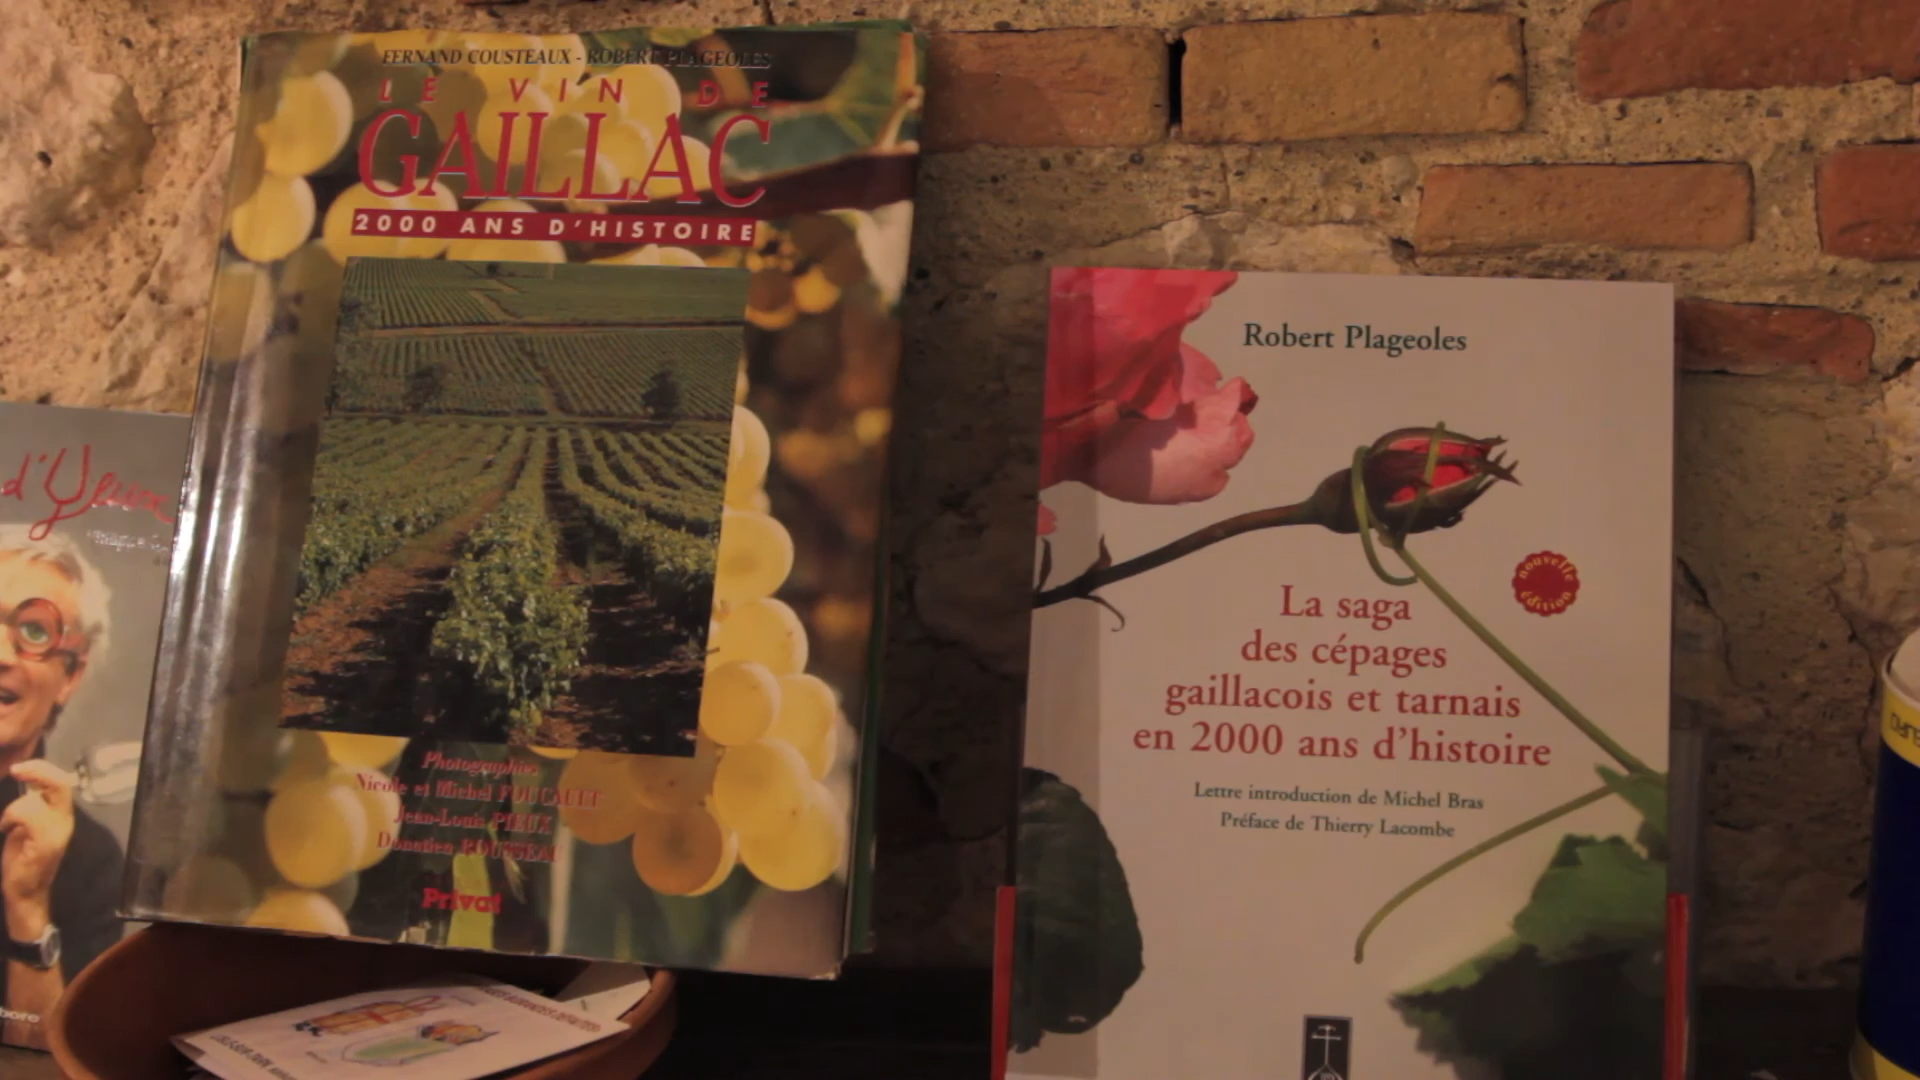 FERNAND COUSTEAUX - ROBERT PLAGEOLES
LE VIN DE
GAILLAC
2000 ANS D'HISTOIRE
Photographies
Nicole et Michel FOUCAULT
Jean-Louis PIEUX
Donatien ROUSSEAU
Privat
d'Yeux
Robert Plageoles
nouvelle
édition
La saga
des cépages
gaillacois et tarnais
en 2000 ans d'histoire
Lettre introduction de Michel Bras
Préface de Thierry Lacombe